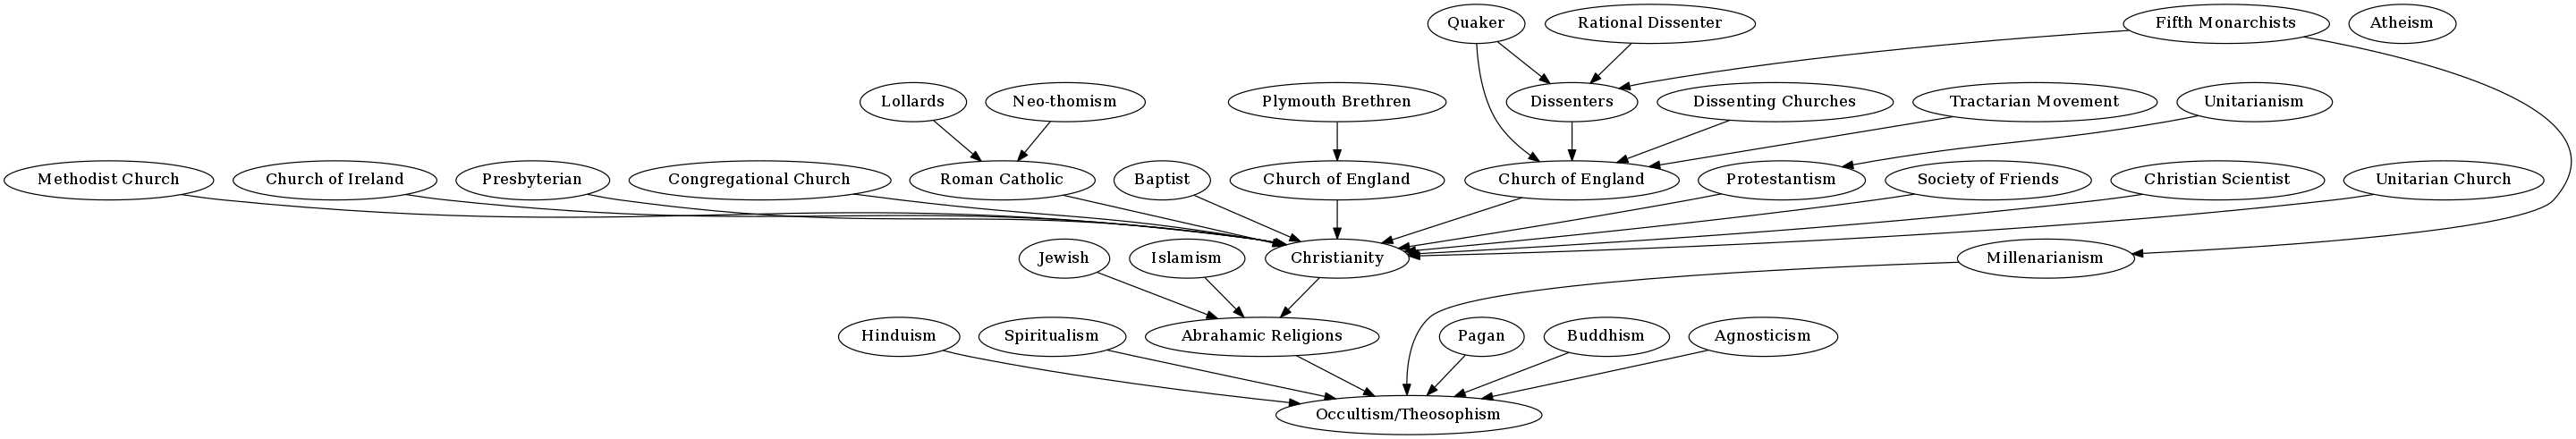 Quaker
Rational Dissenter
Fifth Monarchists
Atheism
Lollards
Neo-thomism
Plymouth Brethren
Dissenters
Dissenting Churches
Tractarian Movement
Unitarianism
Methodist Church
Church of Ireland
Presbyterian
Congregational Church
Roman Catholic
Baptist
Church of England
Church of England
Protestantism
Society of Friends
Christian Scientist
Unitarian Church
Jewish
Islamism
Christianity
Millenarianism
Hinduism
Spiritualism
Abrahamic Religions
Pagan
Buddhism
Agnosticism
Occultism/Theosophism